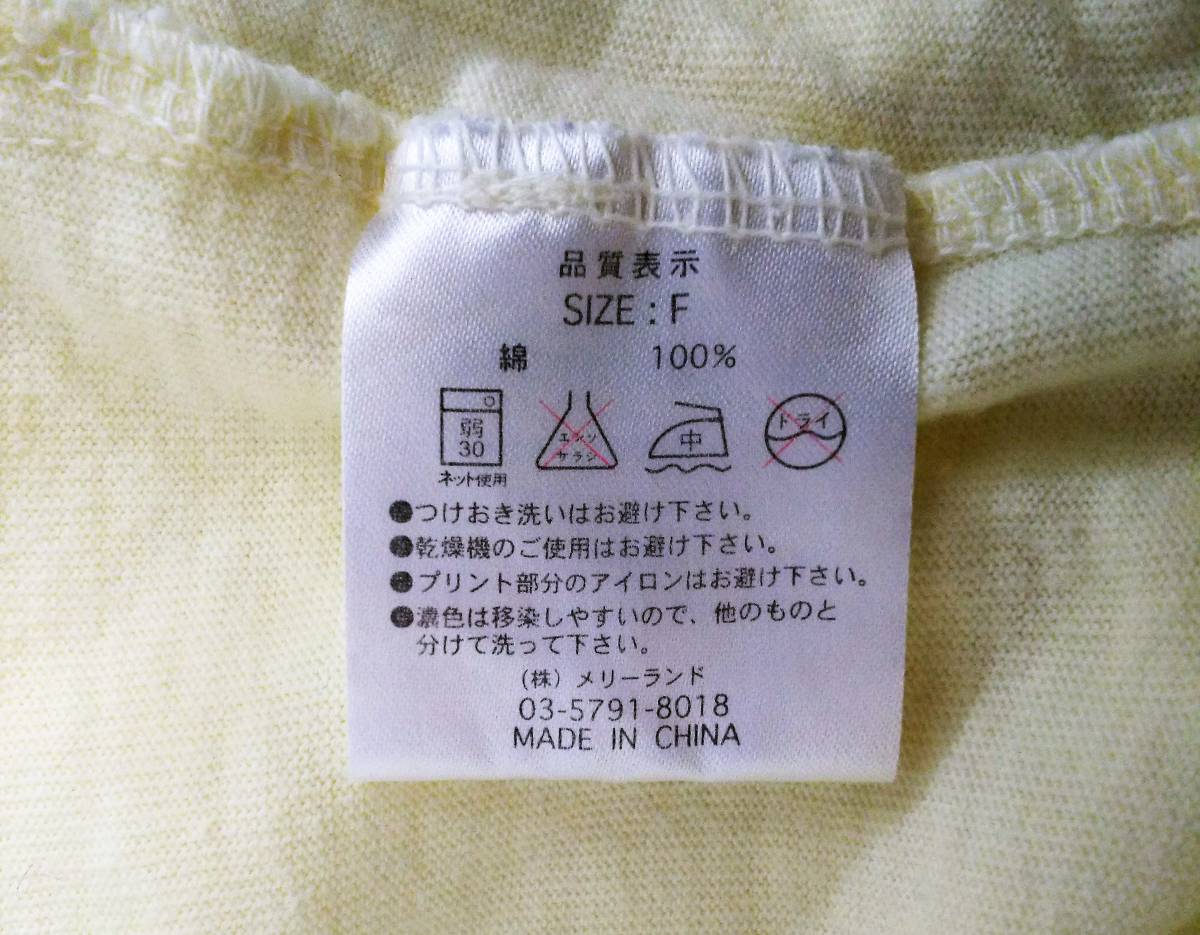 品質表示
SIZE : F
綿 100%
弱
30
エンソ
サラシ
中
ドライ
ネット使用
●つけおき洗いはお避け下さい。
●乾燥機のご使用はお避け下さい。
●プリント部分のアイロンはお避け下さい。
●濃色は移染しやすいので、他のものと
分けて洗って下さい。
(株) メリーランド
03-5791-8018
MADE IN CHINA